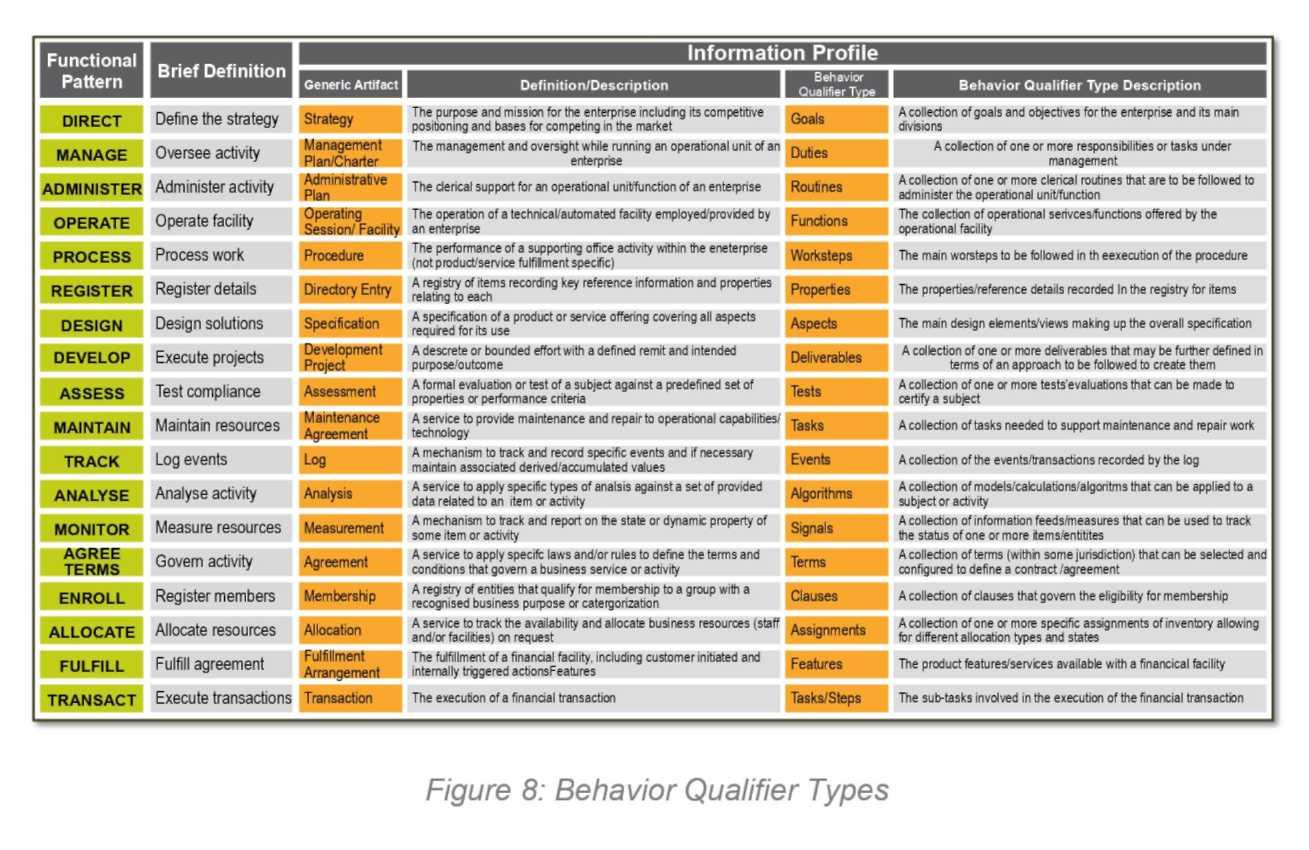 Functional Pattern
Brief Definition
Information Profile
Generic Artifact
Definition/Description
Behavior Qualifier Type
Behavior Qualifier Type Description
DIRECT
Define the strategy
Strategy
The purpose and mission for the enterprise including its competitive
positioning and bases for competing in the market
Goals
A collection of goals and objectives for the enterprise and its main
divisions
MANAGE
Oversee activity
Management
Plan/Charter
The management and oversight while running an operational unit of an
enterprise
Duties
A collection of one or more responsibilities or tasks under
management
ADMINISTER
Administer activity
Administrative
Plan
The clerical support for an operational unit/function of an enterprise
Routines
A collection of one or more clerical routines that are to be followed to
administer the operational unit/function
OPERATE
Operate facility
Operating
Session/ Facility
The operation of a technical/automated facility employed/provided by
an enterprise
Functions
The collection of operational serivces/functions offered by the
operational facility
PROCESS
Process work
Procedure
The performance of a supporting office activity within the eneterprise
(not product/service fulfillment specific)
Worksteps
The main worsteps to be followed in th eexecution of the procedure
REGISTER
Register details
Directory Entry
A registry of items recording key reference information and properties
relating to each
Properties
The properties/reference details recorded In the registry for items
DESIGN
Design solutions
Specification
A specification of a product or service offering covering all aspects
required for its use
Aspects
The main design elements/views making up the overall specification
DEVELOP
Execute projects
Development
Project
A descrete or bounded effort with a defined remit and intended
purpose/outcome
Deliverables
A collection of one or more deliverables that may be further defined in
terms of an approach to be followed to create them
ASSESS
Test compliance
Assessment
A formal evaluation or test of a subject against a predefined set of
properties or performance criteria
Tests
A collection of one or more tests'evaluations that can be made to
certify a subject
MAINTAIN
Maintain resources
Maintenance
Agreement
A service to provide maintenance and repair to operational capabilities/
technology
Tasks
A collection of tasks needed to support maintenance and repair work
TRACK
Log events
Log
A mechanism to track and record specific events and if necessary
maintain associated derived/accumulated values
Events
A collection of the events/transactions recorded by the log
ANALYSE
Analyse activity
Analysis
A service to apply specific types of analsis against a set of provided
data related to an item or activity
Algorithms
A collection of models/calculations/algoritms that can be applied to a
subject or activity
MONITOR
Measure resources
Measurement
A mechanism to track and report on the state or dynamic property of
some item or activity
Signals
A collection of information feeds/measures that can be used to track
the status of one or more items/entitites
AGREE
TERMS
Govern activity
Agreement
A service to apply specifc laws and/or rules to define the terms and
conditions that govern a business service or activity
Terms
A collection of terms (within some jurisdiction) that can be selected and
configured to define a contract /agreement
ENROLL
Register members
Membership
A registry of entities that qualify for membership to a group with a
recognised business purpose or catergorization
Clauses
A collection of clauses that govern the eligibility for membership
ALLOCATE
Allocate resources
Allocation
A service to track the availability and allocate business resources (staff
and/or facilities) on request
Assignments
A collection of one or more specific assignments of inventory allowing
for different allocation types and states
FULFILL
Fulfill agreement
Fulfillment
Arrangement
The fulfillment of a financial facility, including customer initiated and
internally triggered actionsFeatures
Features
The product features/services available with a financical facility
TRANSACT
Execute transactions
Transaction
The execution of a financial transaction
Tasks/Steps
The sub-tasks involved in the execution of the financial transaction
Figure 8: Behavior Qualifier Types